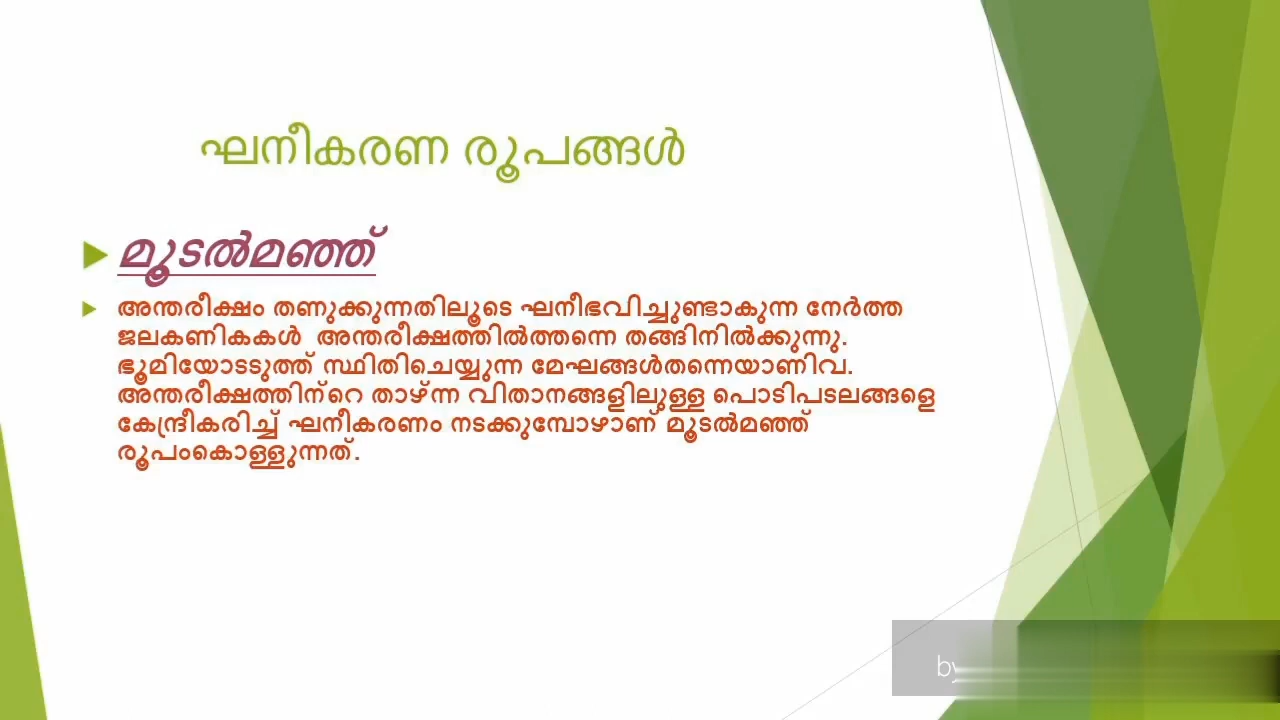 ഘനീകരണ രൂപങ്ങൾ
മൂടൽമഞ്ഞ്
അന്തരീക്ഷം തണുക്കുന്നതിലൂടെ ഘനീഭവിച്ചുണ്ടാകുന്ന നേർത്ത
ജലകണികകൾ അന്തരീക്ഷത്തിൽത്തന്നെ തങ്ങിനിൽക്കുന്നു.
ഭൂമിയോടടുത്ത് സ്ഥിതിചെയ്യുന്ന മേഘങ്ങൾതന്നെയാണിവ.
അന്തരീക്ഷത്തിന്റെ താഴ്ന്ന വിതാനങ്ങളിലുള്ള പൊടിപടലങ്ങളെ
കേന്ദ്രീകരിച്ച് ഘനീകരണം നടക്കുമ്പോഴാണ് മൂടൽമഞ്ഞ്
രൂപംകൊള്ളുന്നത്.
by